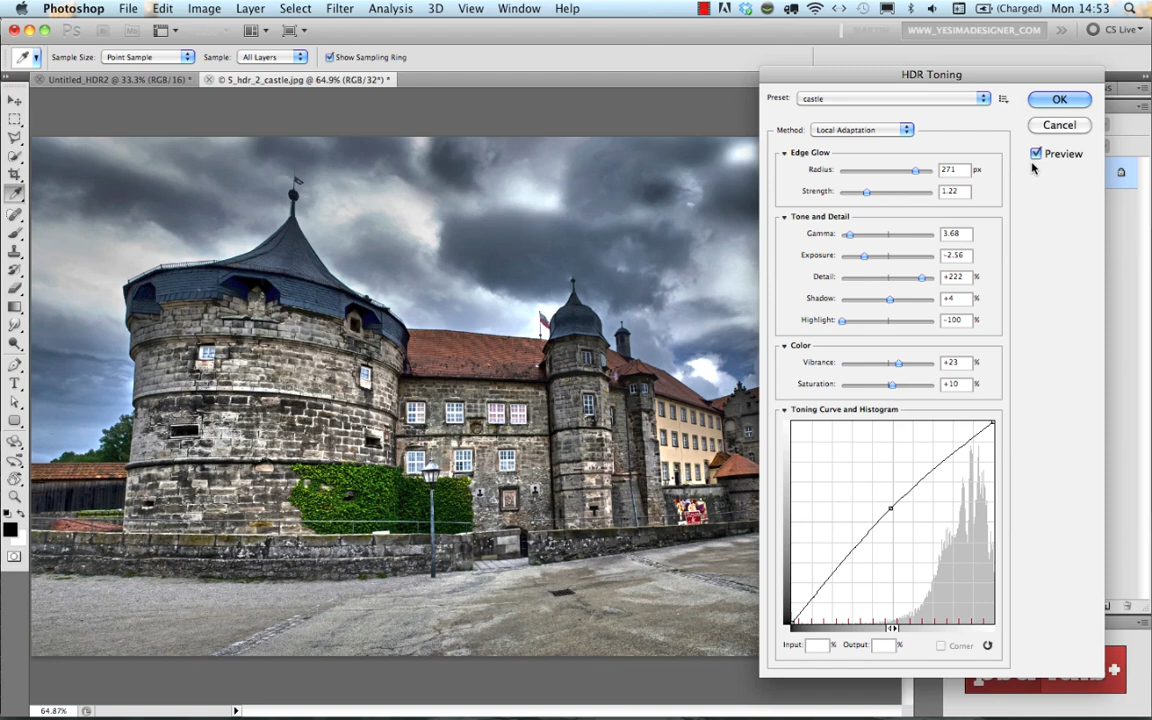 Photoshop File Edit Image Layer Select Filter Analysis 3D View Window Help (Charged) Mon 14:53
Ps Br Mb WWW.YESIMADESIGNER.COM CS Live
Sample Size: Point Sample Sample: All Layers Show Sampling Ring
Untitled_HDR2 @ 33.3% (RGB/16) * © 5_hdr_2_castle.jpg @ 64.9% (RGB/32*) *
HDR Toning
Preset: castle
OK
Cancel
Preview
Method: Local Adaptation
Edge Glow
Radius: 271 px
Strength: 1.22
Tone and Detail
Gamma: 3.68
Exposure: -2.56
Detail: +222 %
Shadow: +4 %
Highlight: -100 %
Color
Vibrance: +23 %
Saturation: +10 %
Toning Curve and Histogram
Input: % Output: % Corner
64.87%